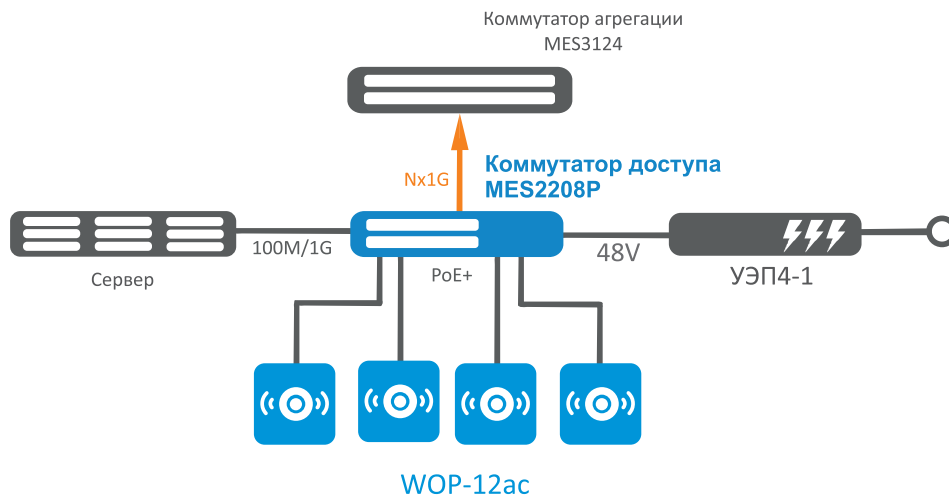 Коммутатор агрегации
MES3124
Nx1G
Коммутатор доступа
MES2208P
100M/1G
48V
Сервер
PoE+
УЭП4-1
WOP-12ac